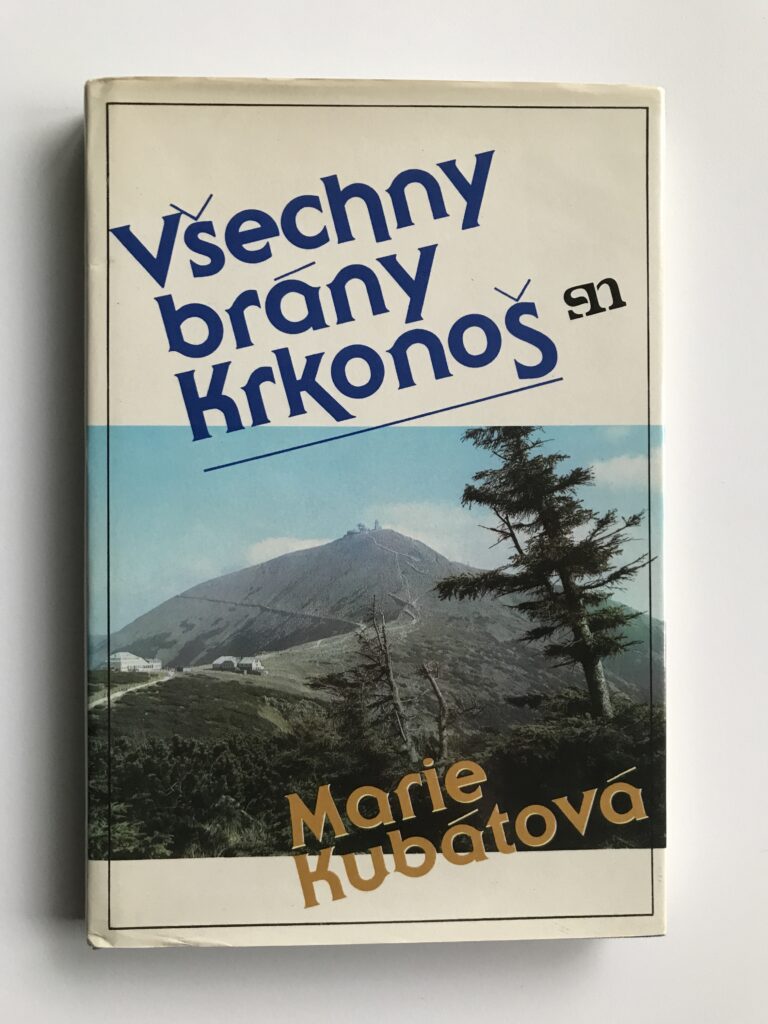 Všechny
brány
Krkonoš
sn
Marie
Kubátová